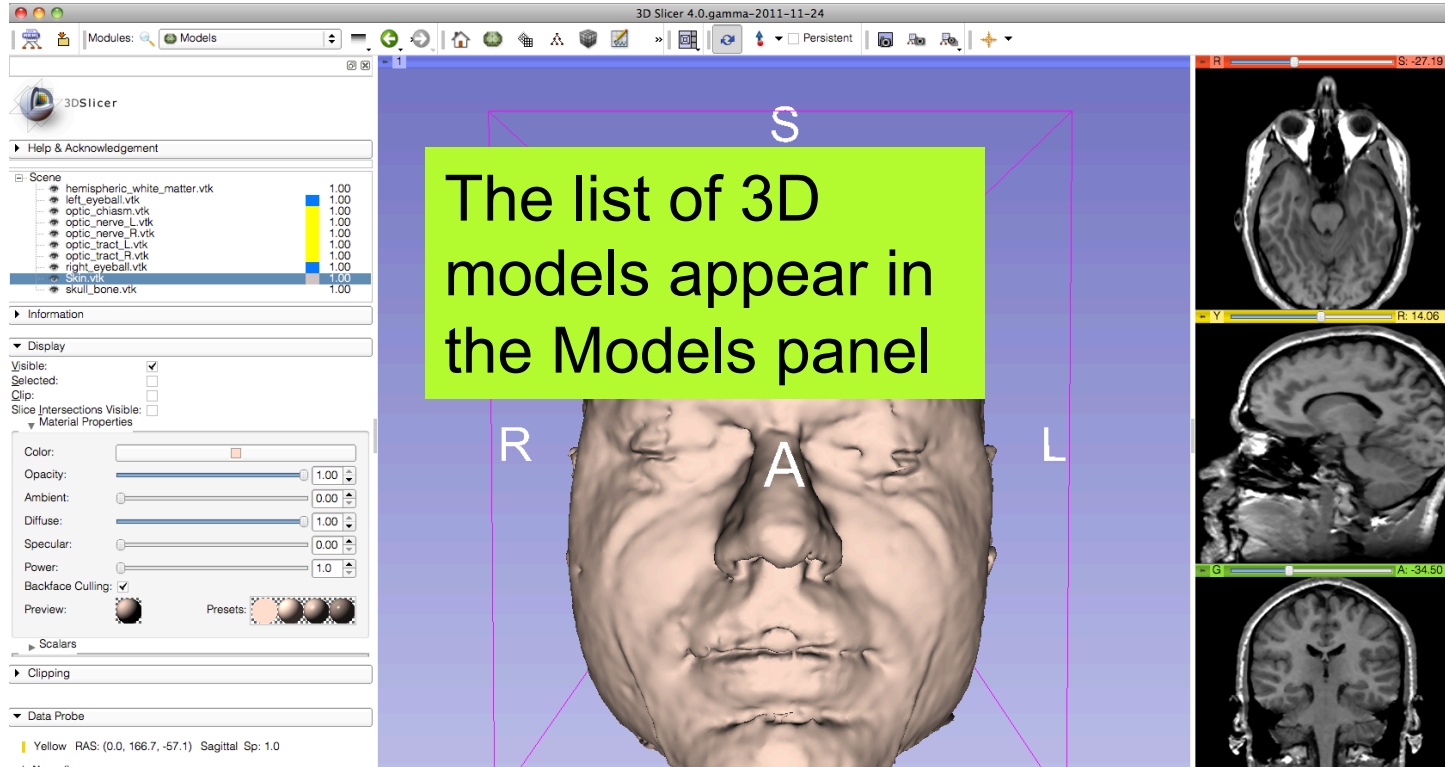 3D Slicer 4.0.gamma-2011-11-24
Modules: Models » Persistent
3DSlicer
Help & Acknowledgement
Scene
hemispheric_white_matter.vtk 1.00
left_eyeball.vtk 1.00
optic_chiasm.vtk 1.00
optic_nerve_L.vtk 1.00
optic_nerve_R.vtk 1.00
optic_tract_L.vtk 1.00
optic_tract_R.vtk 1.00
right_eyeball.vtk 1.00
Skin.vtk 1.00
skull_bone.vtk 1.00
Information
Display
Visible:
Selected:
Clip:
Slice Intersections Visible:
Material Properties
Color:
Opacity: 1.00
Ambient: 0.00
Diffuse: 1.00
Specular: 0.00
Power: 1.0
Backface Culling:
Preview: Presets:
Scalars
Clipping
Data Probe
Yellow RAS: (0.0, 166.7, -57.1) Sagittal Sp: 1.0
1
S
The list of 3D
models appear in
the Models panel
R A L
R S: -27.19
Y R: 14.06
G A: -34.50